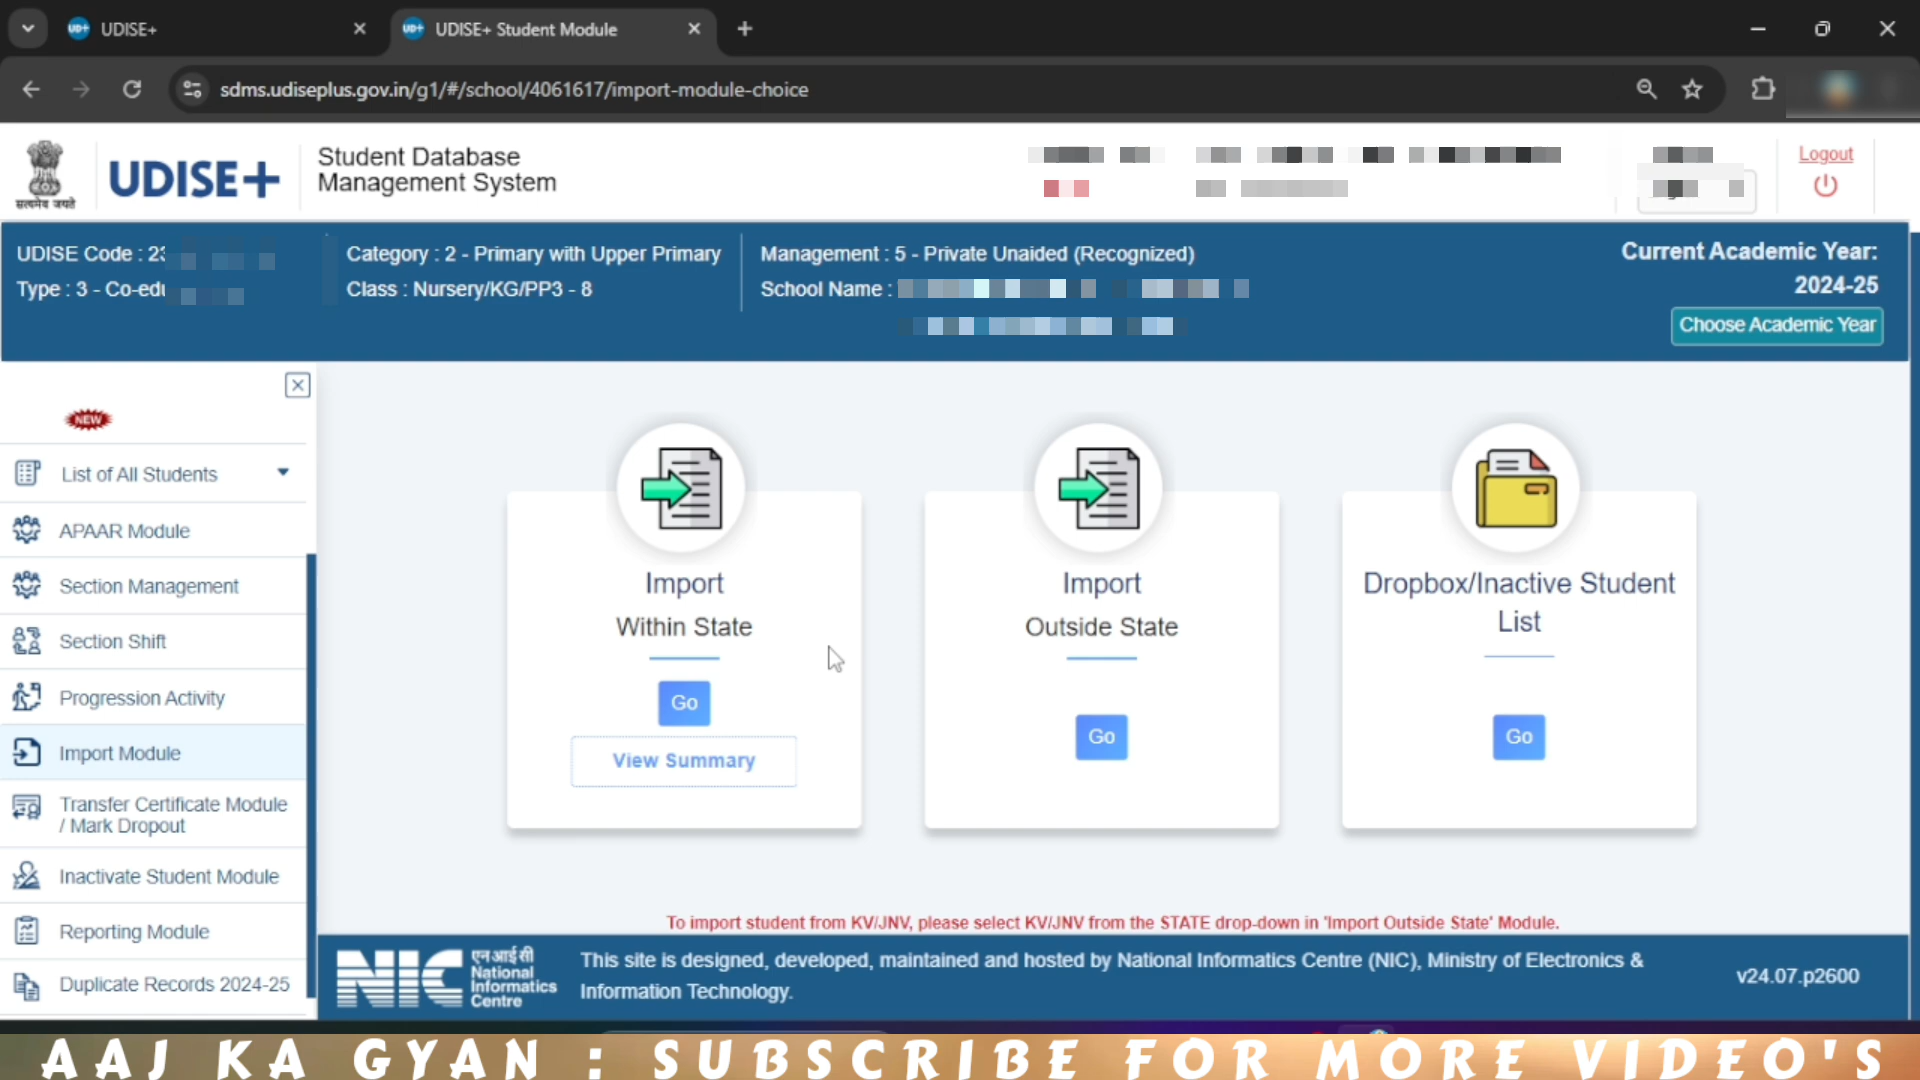 UDISE+
UDISE+ Student Module
sdms.udiseplus.gov.in/g1/#/school/4061617/import-module-choice
सत्यमेव जयते
UDISE+
Student Database
Management System
Logout
UDISE Code : 23
Type : 3 - Co-edu
Category : 2 - Primary with Upper Primary
Class : Nursery/KG/PP3 - 8
Management : 5 - Private Unaided (Recognized)
School Name :
Current Academic Year:
2024-25
Choose Academic Year
NEW
List of All Students
APAAR Module
Section Management
Section Shift
Progression Activity
Import Module
Transfer Certificate Module
/ Mark Dropout
Inactivate Student Module
Reporting Module
Duplicate Records 2024-25
Import
Within State
Go
View Summary
Import
Outside State
Go
Dropbox/Inactive Student
List
Go
To import student from KV/JNV, please select KV/JNV from the STATE drop-down in 'Import Outside State' Module.
NIC
एनआईसी
National
Informatics
Centre
This site is designed, developed, maintained and hosted by National Informatics Centre (NIC), Ministry of Electronics &
Information Technology.
v24.07.p2600
AAJ KA GYAN : SUBSCRIBE FOR MORE VIDEO'S